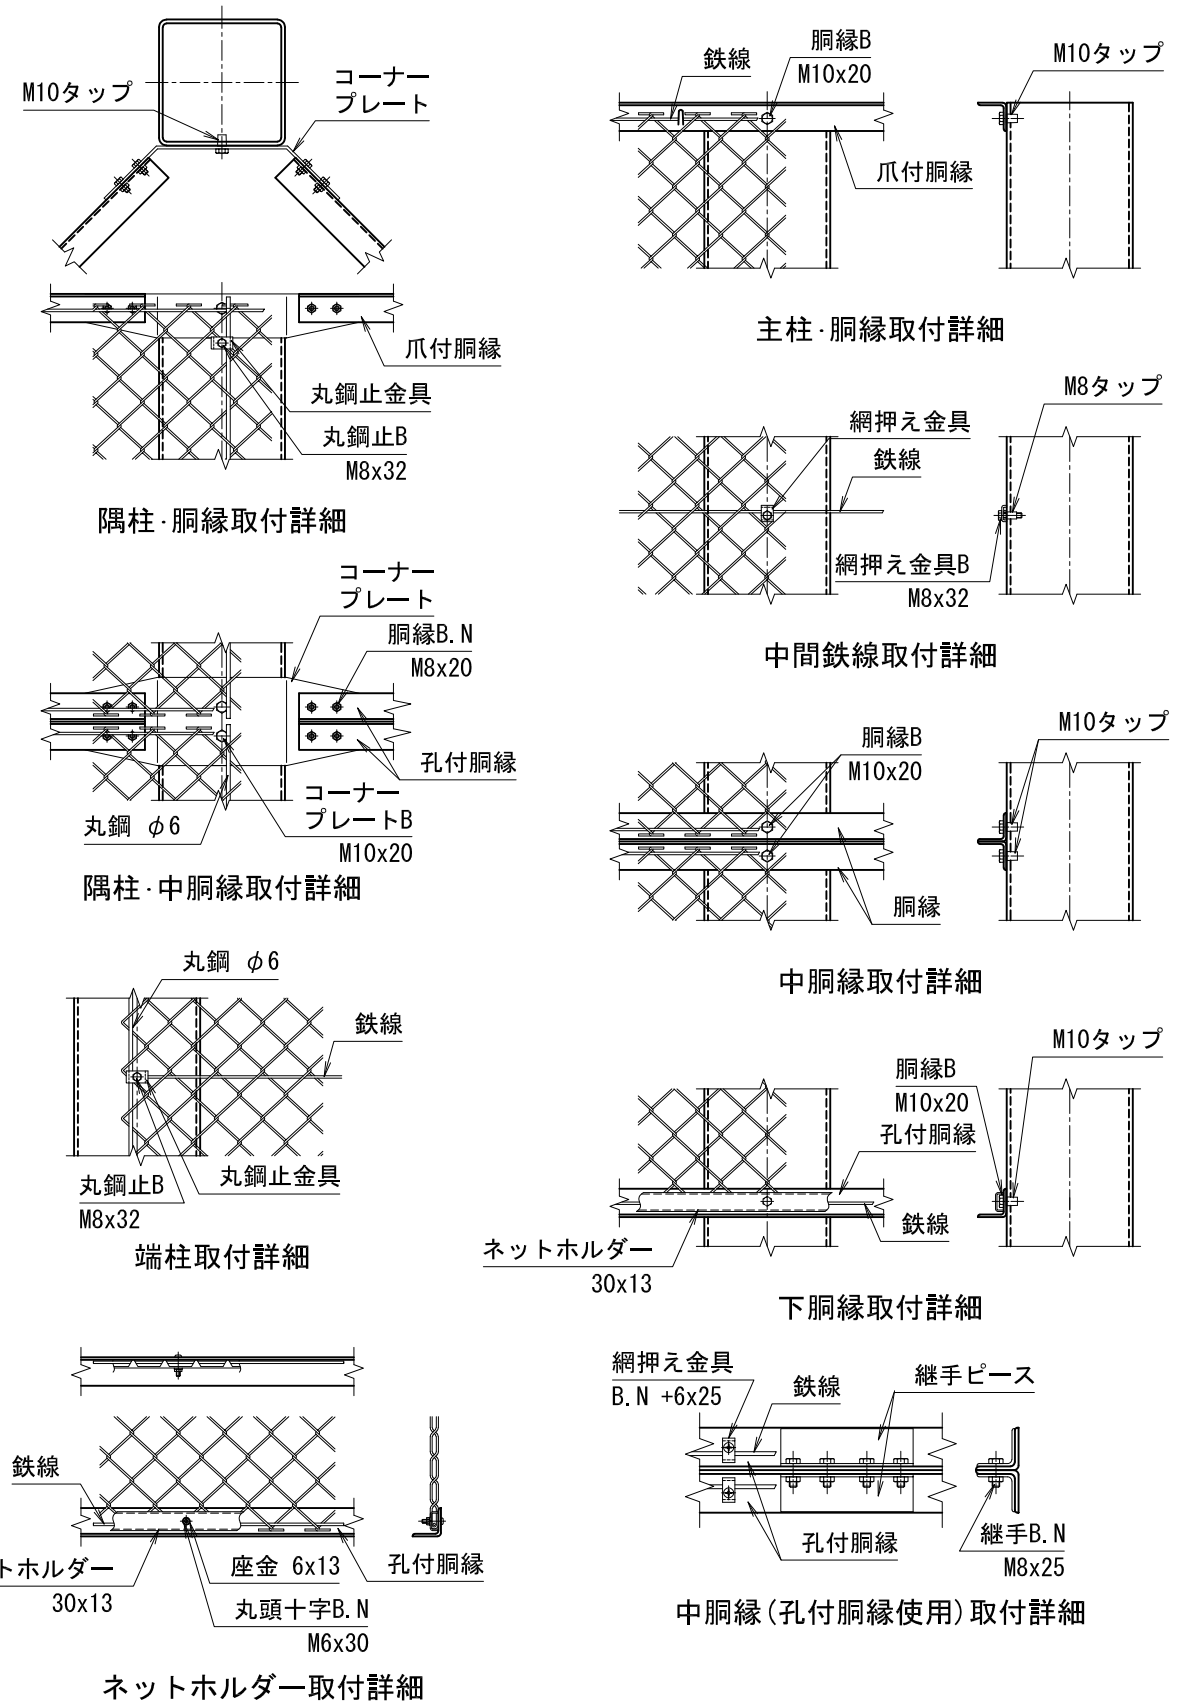 M10タップ
コーナー
プレート
爪付胴縁
丸鋼止金具
丸鋼止B
M8x32
隅柱・胴縁取付詳細
コーナー
プレート
胴縁B.N
M8x20
孔付胴縁
丸鋼 φ6
コーナー
プレートB
M10x20
隅柱・中胴縁取付詳細
丸鋼 φ6
鉄線
丸鋼止B
M8x32
丸鋼止金具
端柱取付詳細
鉄線
トホルダー
30x13
座金 6x13
丸頭十字B.N
M6x30
孔付胴縁
ネットホルダー取付詳細
鉄線
胴縁B
M10x20
M10タップ
爪付胴縁
主柱・胴縁取付詳細
M8タップ
網押え金具
鉄線
網押え金具B
M8x32
中間鉄線取付詳細
胴縁B
M10x20
M10タップ
胴縁
中胴縁取付詳細
M10タップ
胴縁B
M10x20
孔付胴縁
鉄線
ネットホルダー
30x13
下胴縁取付詳細
網押え金具
B.N +6x25
鉄線
継手ピース
孔付胴縁
継手B.N
M8x25
中胴縁(孔付胴縁使用)取付詳細